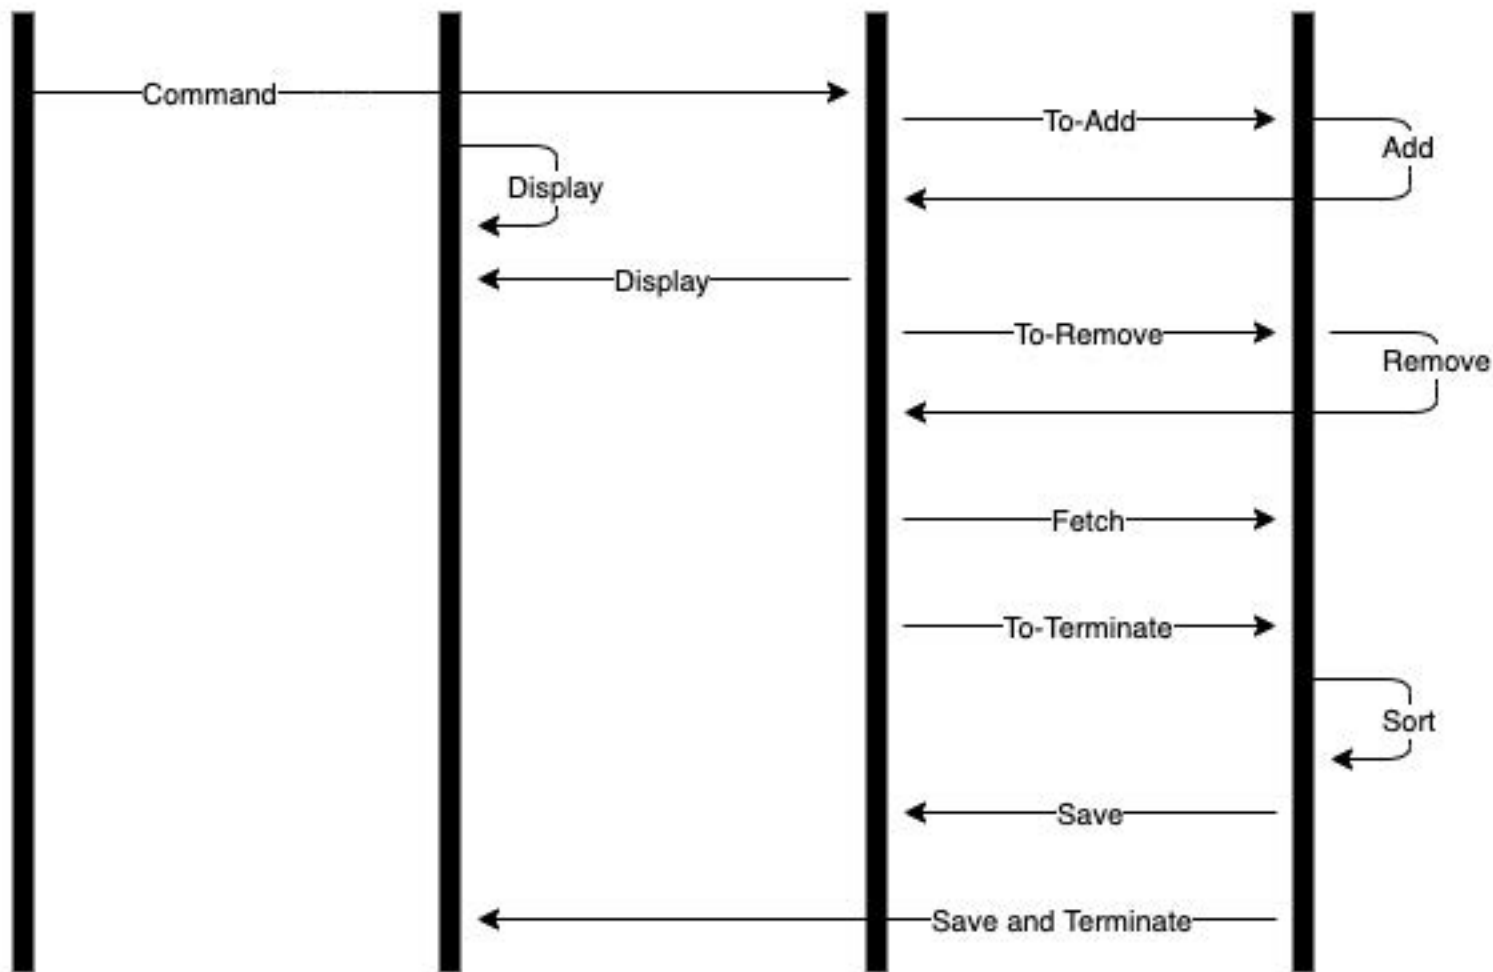 Command
To-Add
Add
Display
Display
To-Remove
Remove
Fetch
To-Terminate
Sort
Save
Save and Terminate